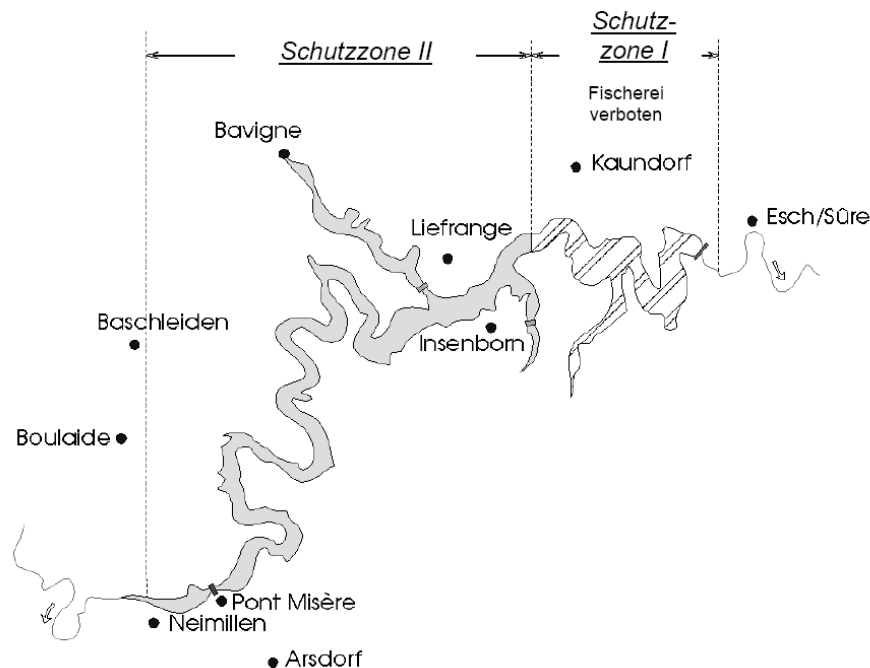 Schutzzone II
Schutz-
zone I
Fischerei
verboten
Bavigne
Kaundorf
Esch/Sûre
Liefrange
Baschleiden
Insenborn
Boulaide
Pont Misère
Neimillen
Arsdorf